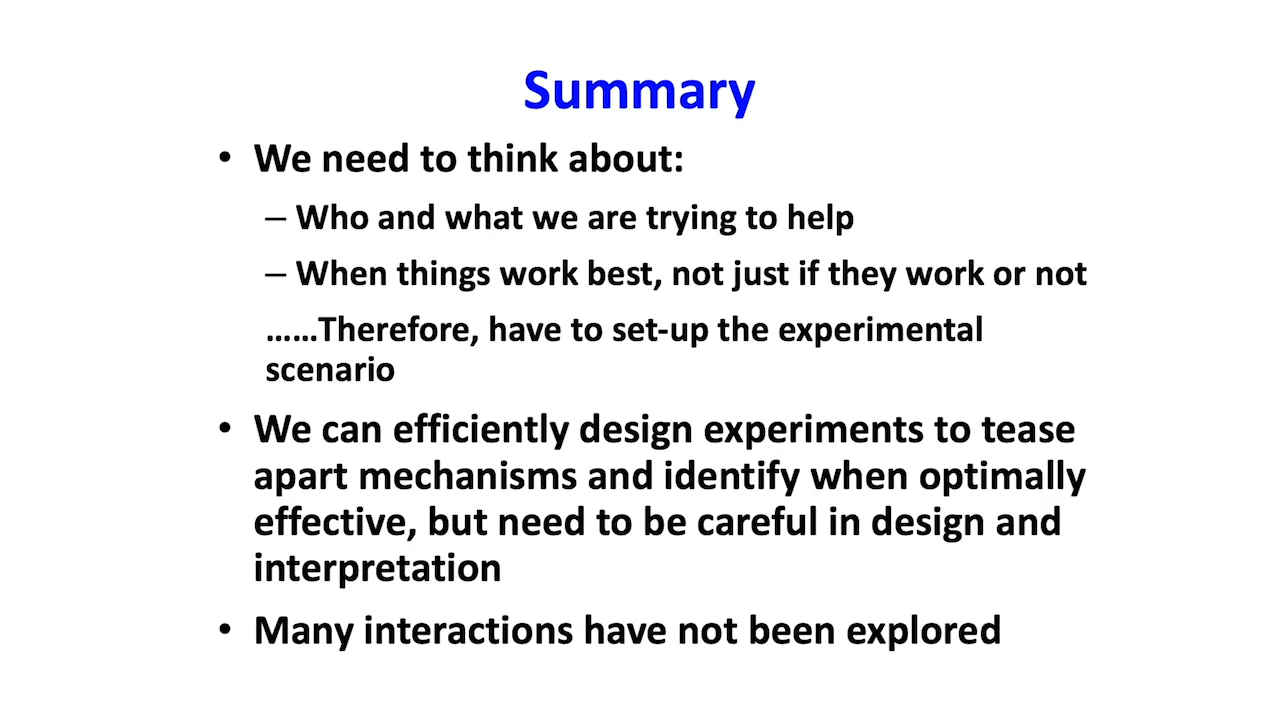 Summary
• We need to think about:
– Who and what we are trying to help
– When things work best, not just if they work or not
……Therefore, have to set-up the experimental
scenario
• We can efficiently design experiments to tease
apart mechanisms and identify when optimally
effective, but need to be careful in design and
interpretation
• Many interactions have not been explored